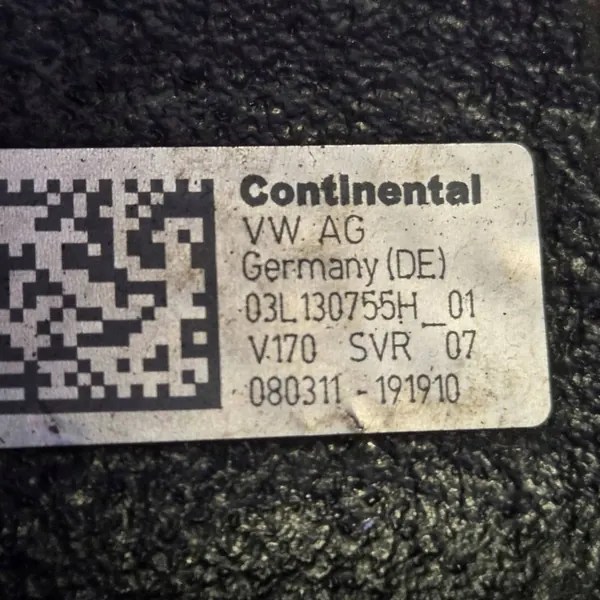 Continental
VW AG
Germany (DE)
03L130755H_01
V.170 SVR 07
080311 - 191910